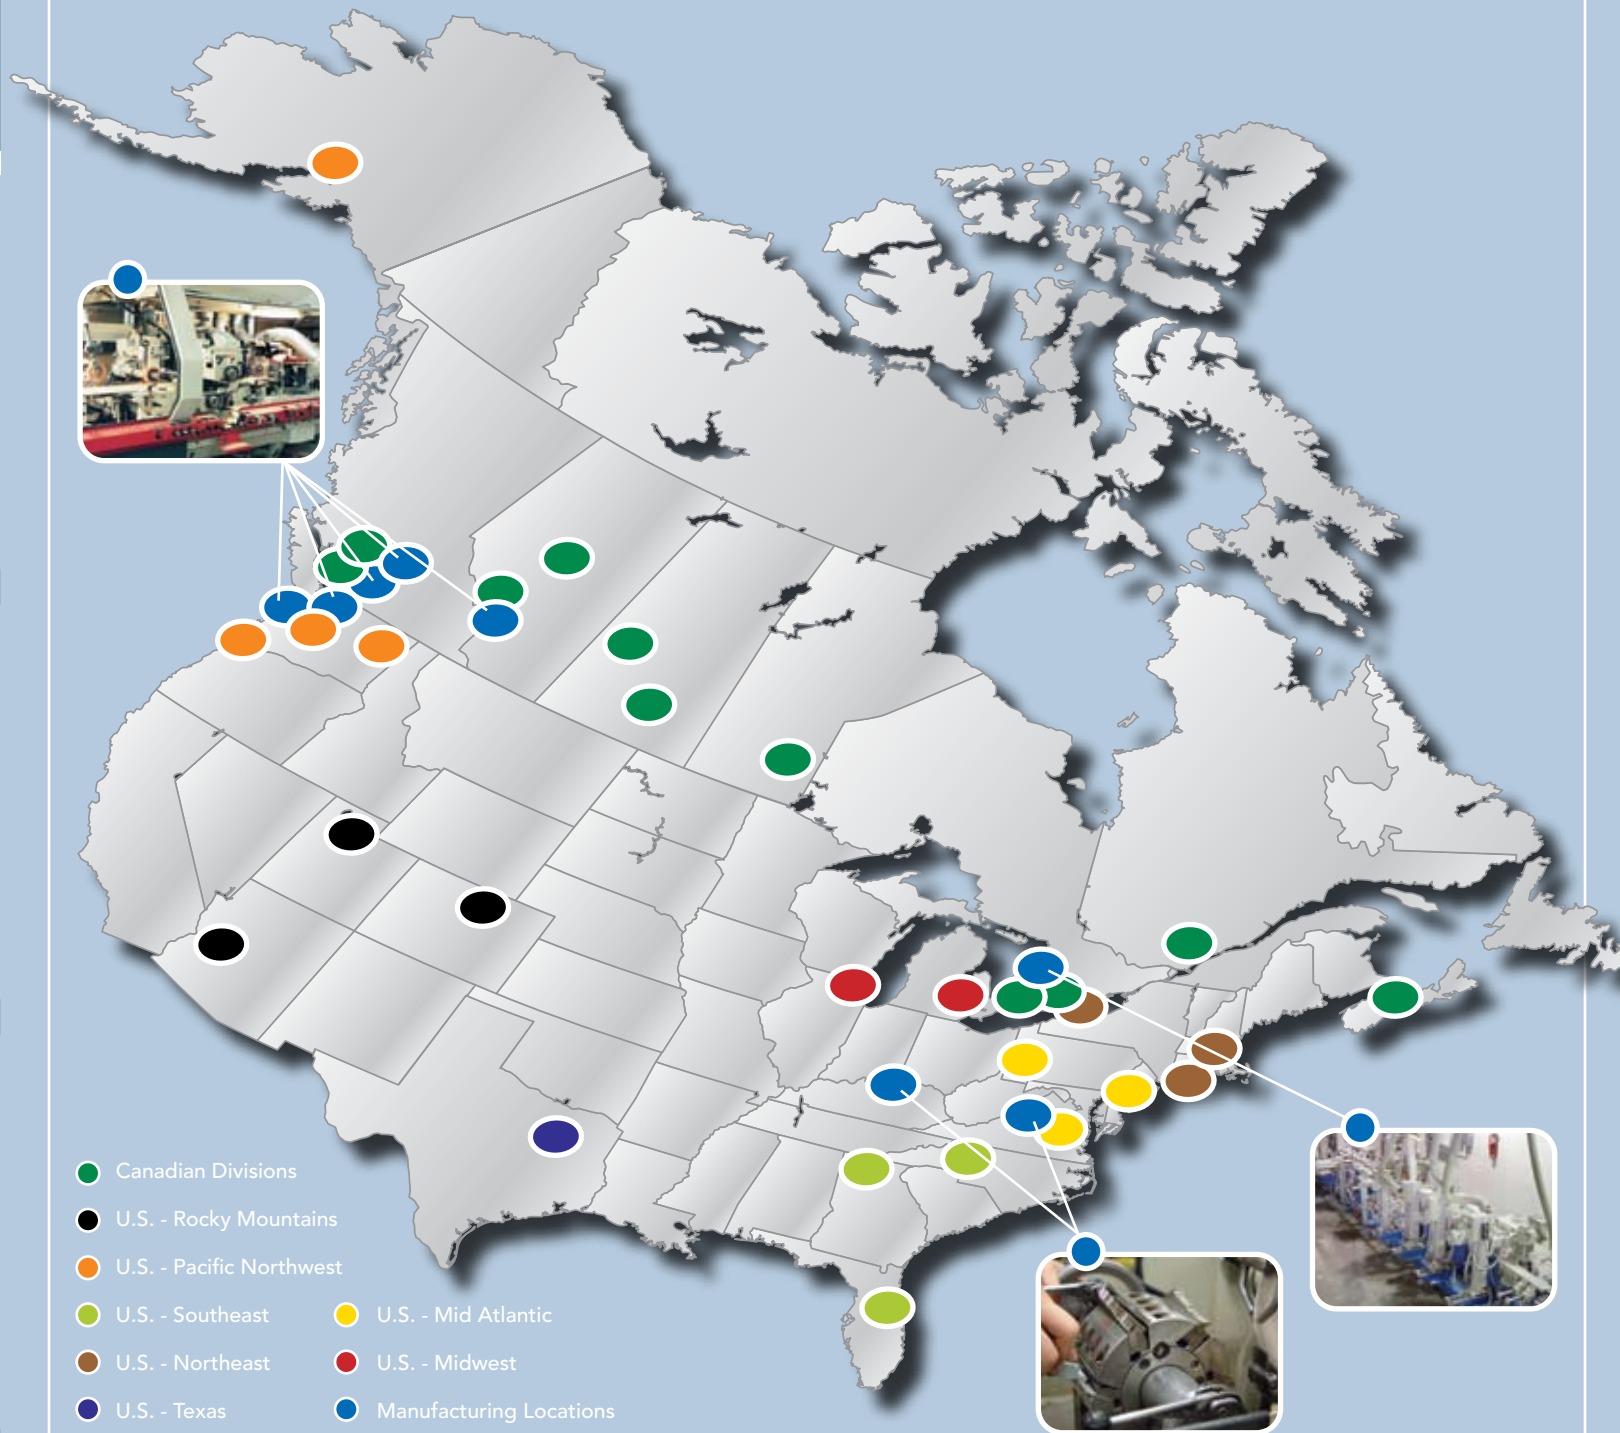 Canadian Divisions
U.S. - Rocky Mountains
U.S. - Pacific Northwest
U.S. - Southeast
U.S. - Mid Atlantic
U.S. - Northeast
U.S. - Midwest
U.S. - Texas
Manufacturing Locations